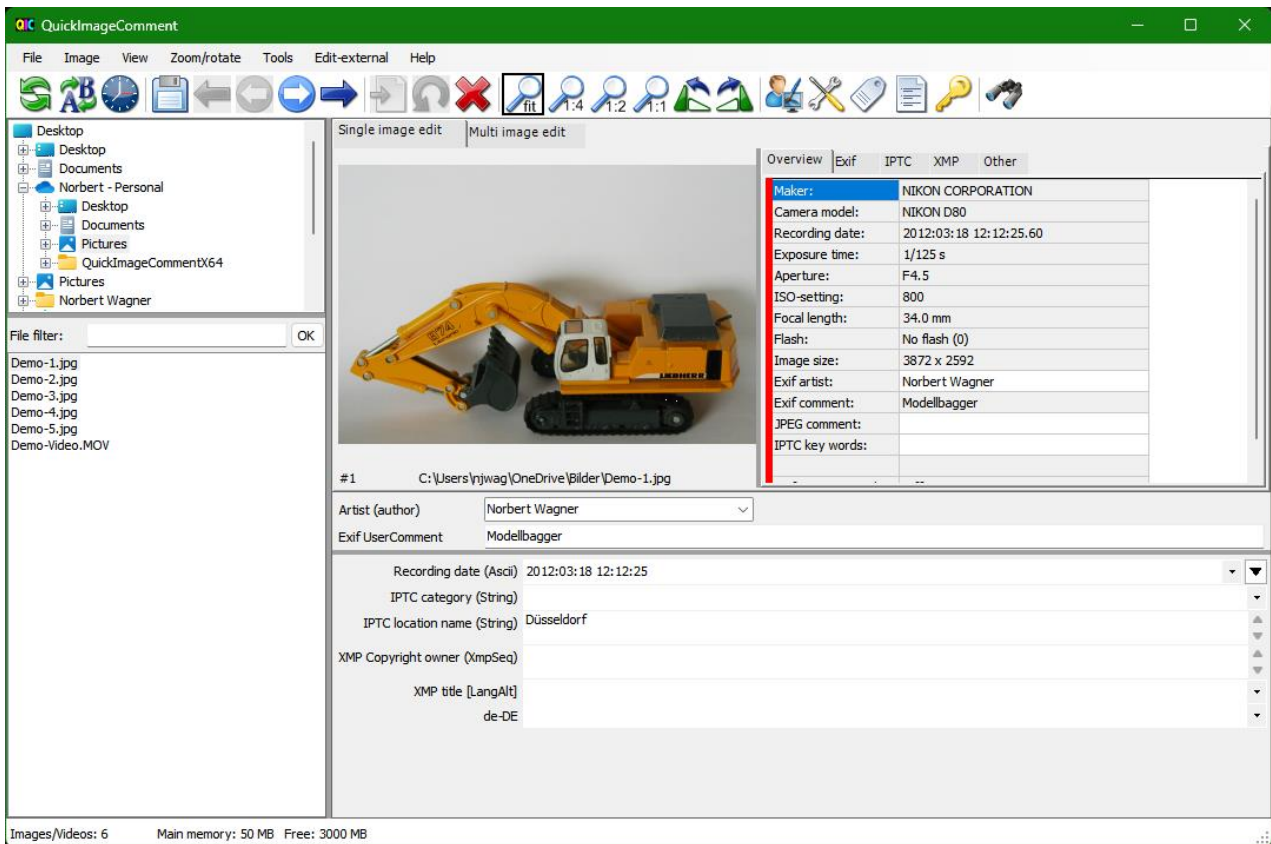 QIC QuickImageComment
File Image View Zoom/rotate Tools Edit-external Help
fit 1:4 1:2 1:1
Desktop
Desktop
Documents
Norbert - Personal
Desktop
Documents
Pictures
QuickImageCommentX64
Pictures
Norbert Wagner
File filter: OK
Demo-1.jpg
Demo-2.jpg
Demo-3.jpg
Demo-4.jpg
Demo-5.jpg
Demo-Video.MOV
Single image edit Multi image edit
974
LIEBHERR
#1 C:\Users\njwag\OneDrive\Bilder\Demo-1.jpg
Overview Exif IPTC XMP Other
Maker: NIKON CORPORATION
Camera model: NIKON D80
Recording date: 2012:03:18 12:12:25.60
Exposure time: 1/125 s
Aperture: F4.5
ISO-setting: 800
Focal length: 34.0 mm
Flash: No flash (0)
Image size: 3872 x 2592
Exif artist: Norbert Wagner
Exif comment: Modellbagger
JPEG comment:
IPTC key words:
Artist (author) Norbert Wagner
Exif UserComment Modellbagger
Recording date (Ascii) 2012:03:18 12:12:25
IPTC category (String)
IPTC location name (String) Düsseldorf
XMP Copyright owner (XmpSeq)
XMP title [LangAlt]
de-DE
Images/Videos: 6 Main memory: 50 MB Free: 3000 MB